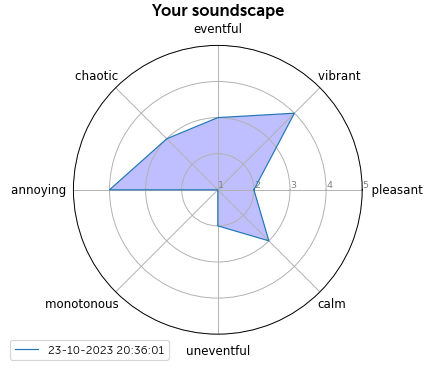 Your soundscape
eventful
chaotic
vibrant
annoying
1
2
3
4
5
pleasant
monotonous
calm
23-10-2023 20:36:01
uneventful